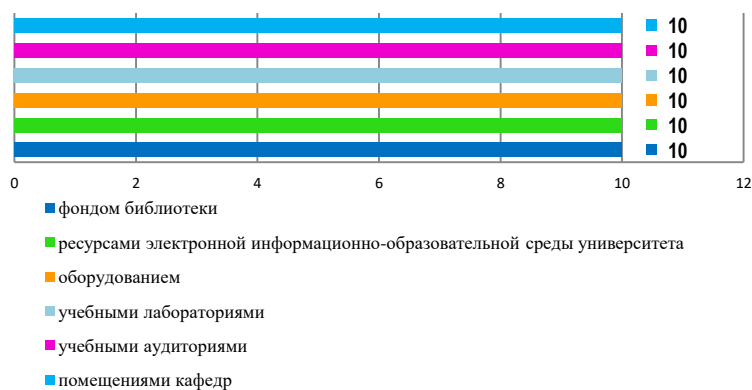 10
10
10
10
10
10
0 2 4 6 8 10 12
фондом библиотеки
ресурсами электронной информационно-образовательной среды университета
оборудованием
учебными лабораториями
учебными аудиториями
помещениями кафедр